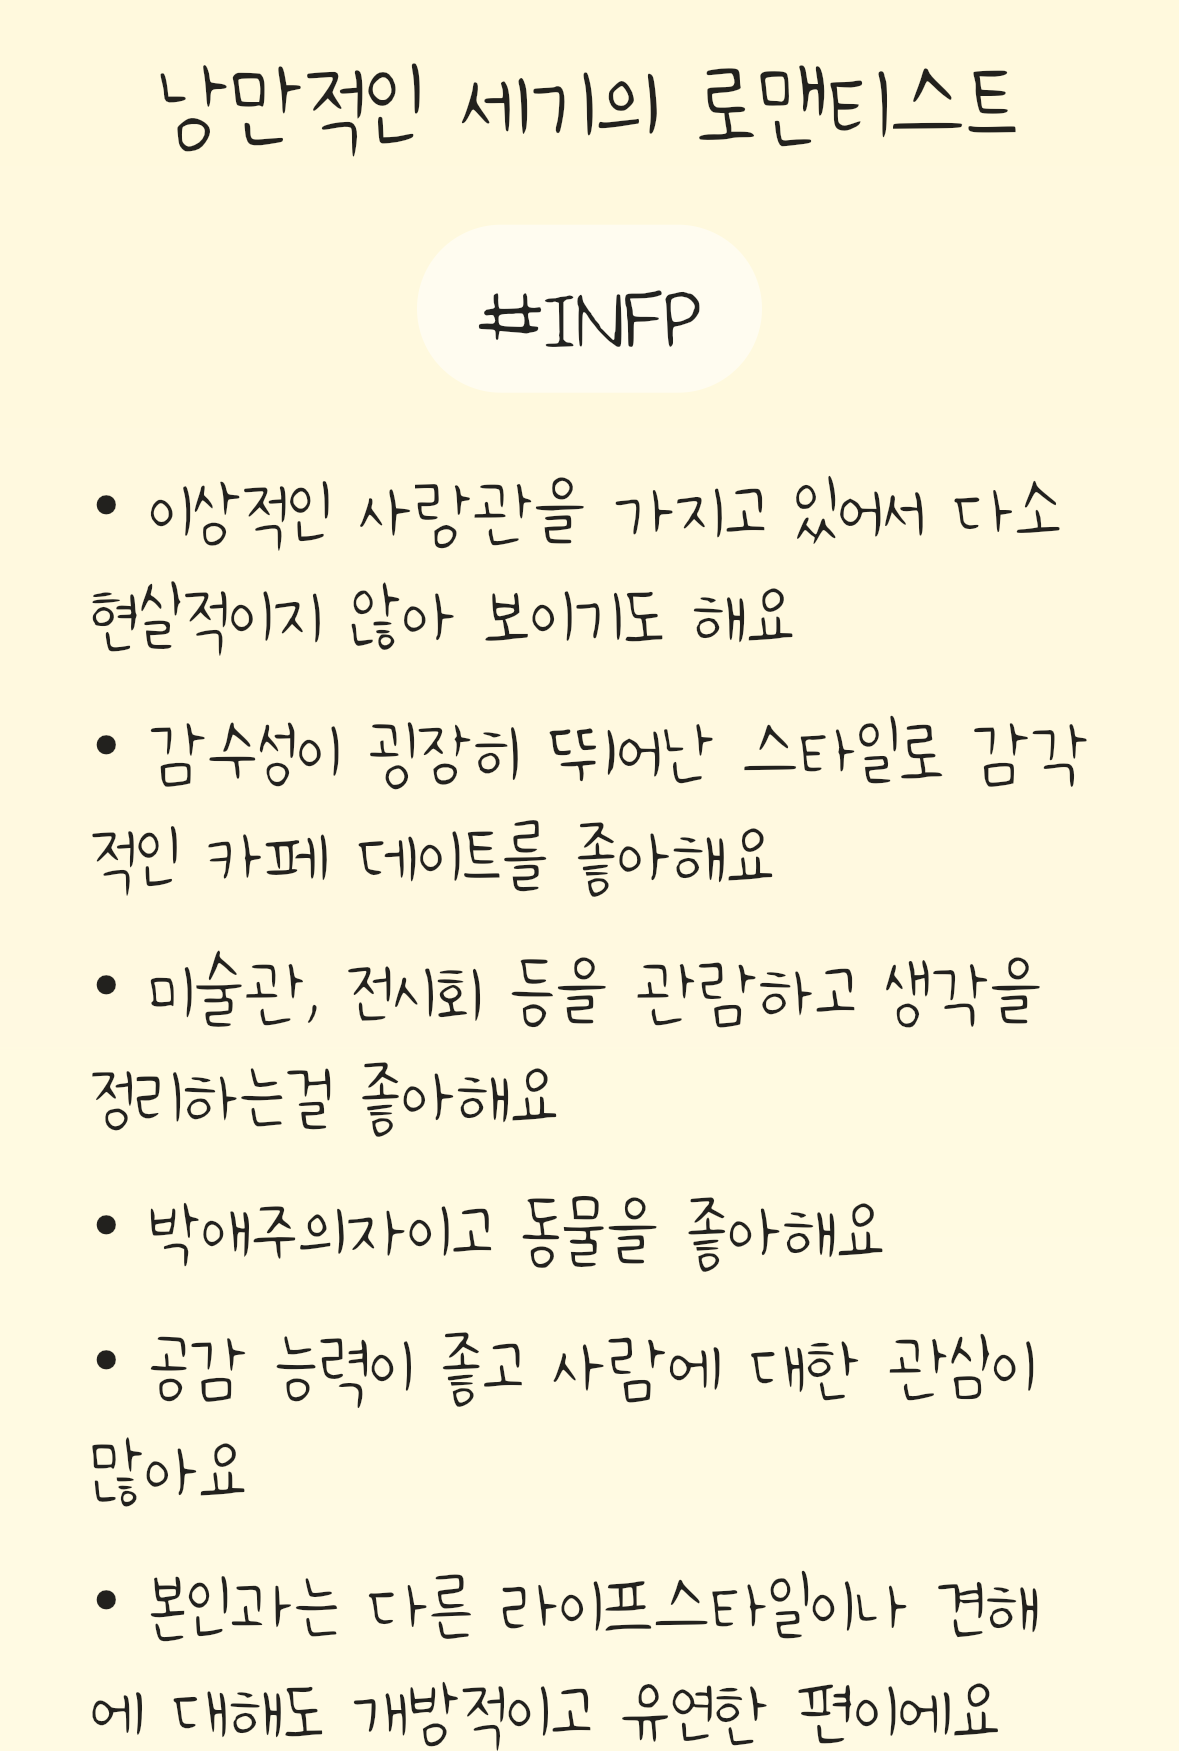 낭만적인 세기의 로맨티스트
#INFP
• 이상적인 사랑관을 가지고 있어서 다소
현실적이지 않아 보이기도 해요
• 감수성이 굉장히 뛰어난 스타일로 감각
적인 카페 데이트를 좋아해요
• 미술관, 전시회 등을 관람하고 생각을
정리하는걸 좋아해요
• 박애주의자이고 동물을 좋아해요
• 공감 능력이 좋고 사람에 대한 관심이
많아요
• 본인과는 다른 라이프스타일이나 견해
에 대해도 개방적이고 유연한 편이에요